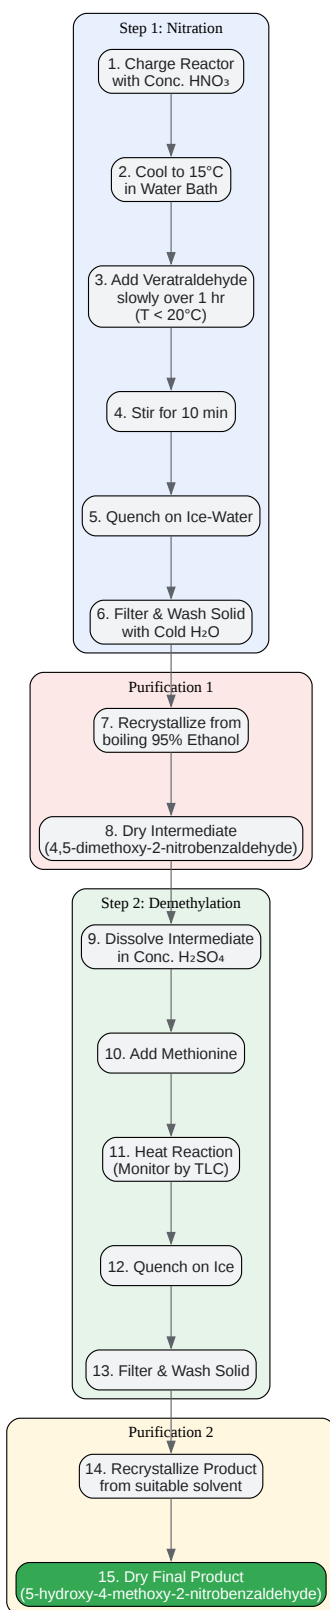 Step 1: Nitration
1. Charge Reactor
with Conc. HNO₃
2. Cool to 15°C
in Water Bath
3. Add Veratraldehyde
slowly over 1 hr
(T < 20°C)
4. Stir for 10 min
5. Quench on Ice-Water
6. Filter & Wash Solid
with Cold H₂O
Purification 1
7. Recrystallize from
boiling 95% Ethanol
8. Dry Intermediate
(4,5-dimethoxy-2-nitrobenzaldehyde)
Step 2: Demethylation
9. Dissolve Intermediate
in Conc. H₂SO₄
10. Add Methionine
11. Heat Reaction
(Monitor by TLC)
12. Quench on Ice
13. Filter & Wash Solid
Purification 2
14. Recrystallize Product
from suitable solvent
15. Dry Final Product
(5-hydroxy-4-methoxy-2-nitrobenzaldehyde)